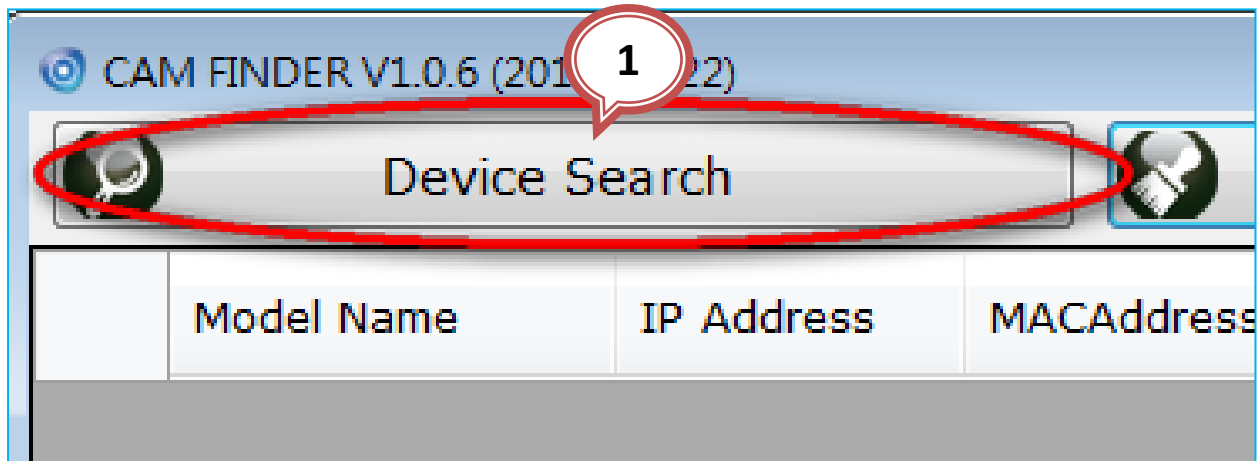 CAM FINDER V1.0.6 (201 22)
1
Device Search
Model Name IP Address MACAddress